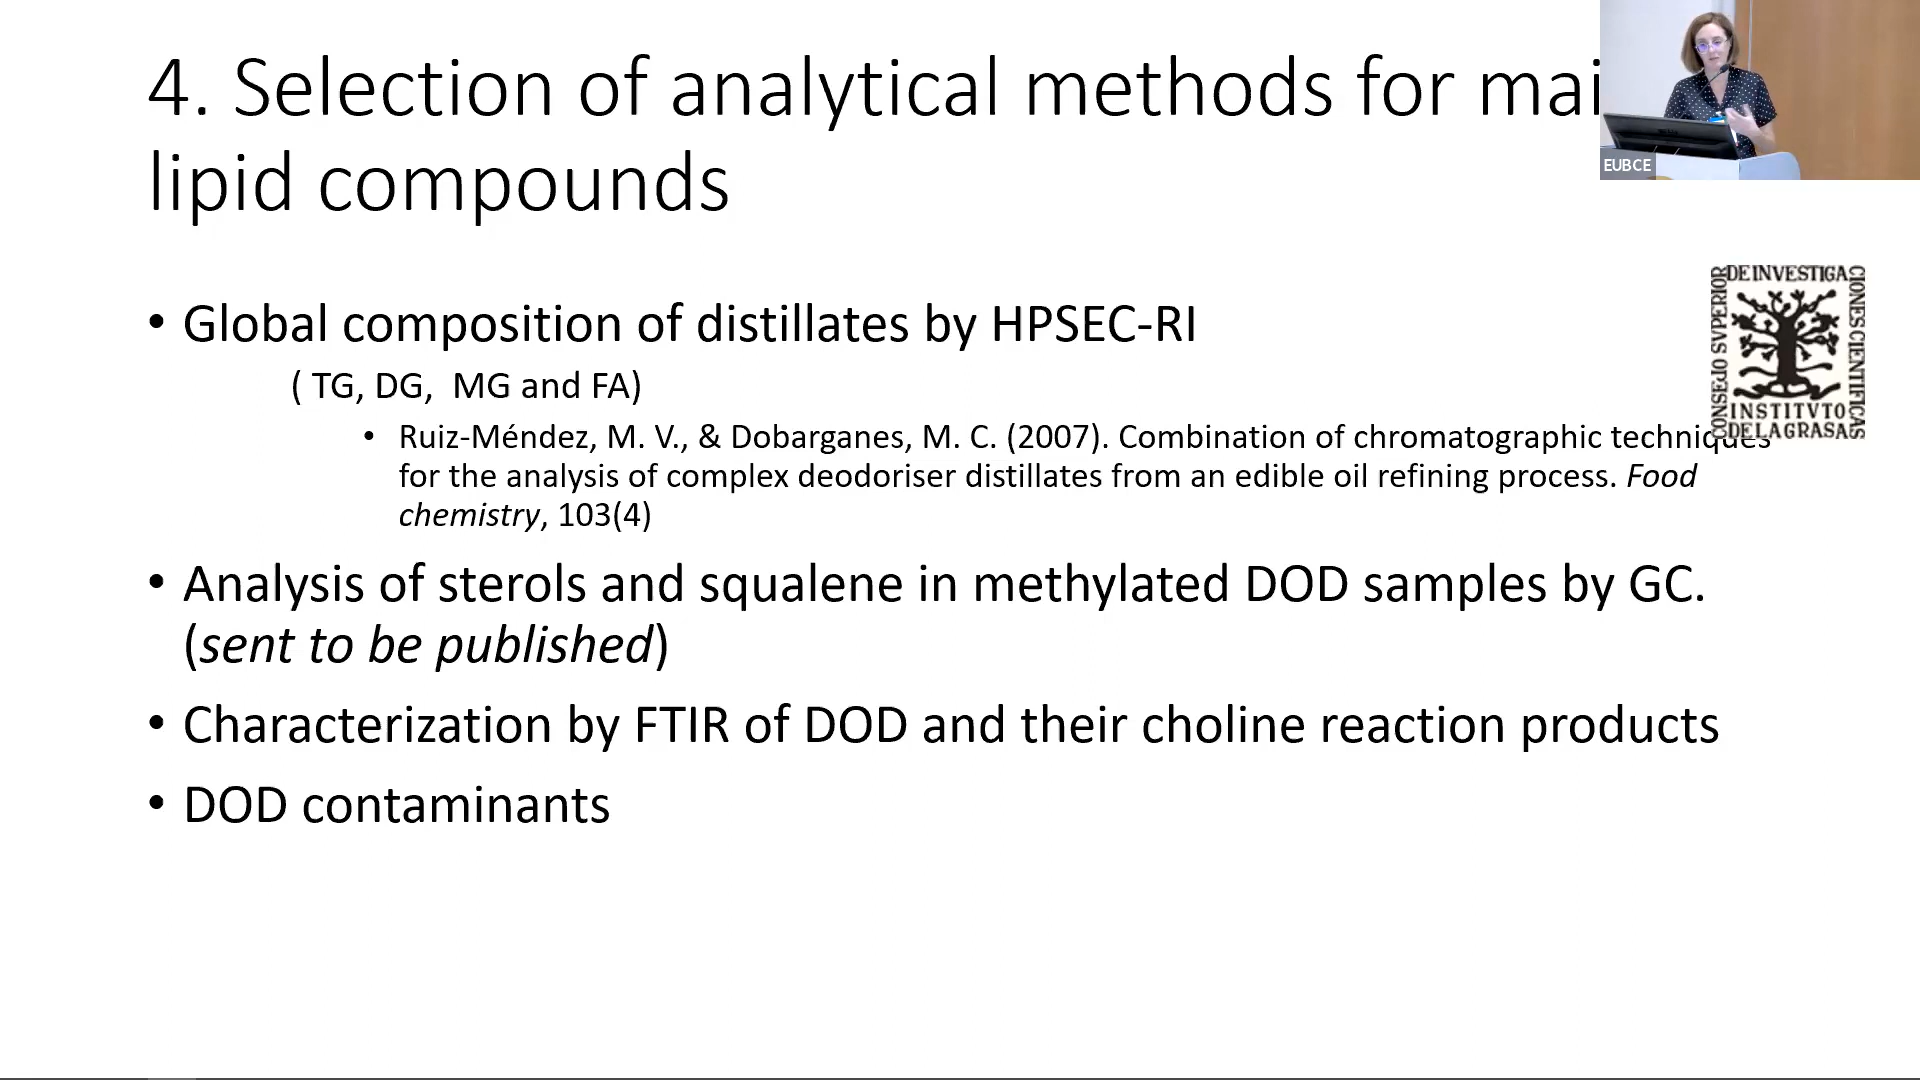 4. Selection of analytical methods for mai
lipid compounds
EUBCE
• Global composition of distillates by HPSEC-RI
( TG, DG, MG and FA)
• Ruiz-Méndez, M. V., & Dobarganes, M. C. (2007). Combination of chromatographic techniques
for the analysis of complex deodoriser distillates from an edible oil refining process. Food
chemistry, 103(4)
CONSEJO SVPERIOR
DE INVESTIGA
CIONES CIENTIFICAS
INSTITVTO
DE LA GRASA
• Analysis of sterols and squalene in methylated DOD samples by GC.
(sent to be published)
• Characterization by FTIR of DOD and their choline reaction products
• DOD contaminants